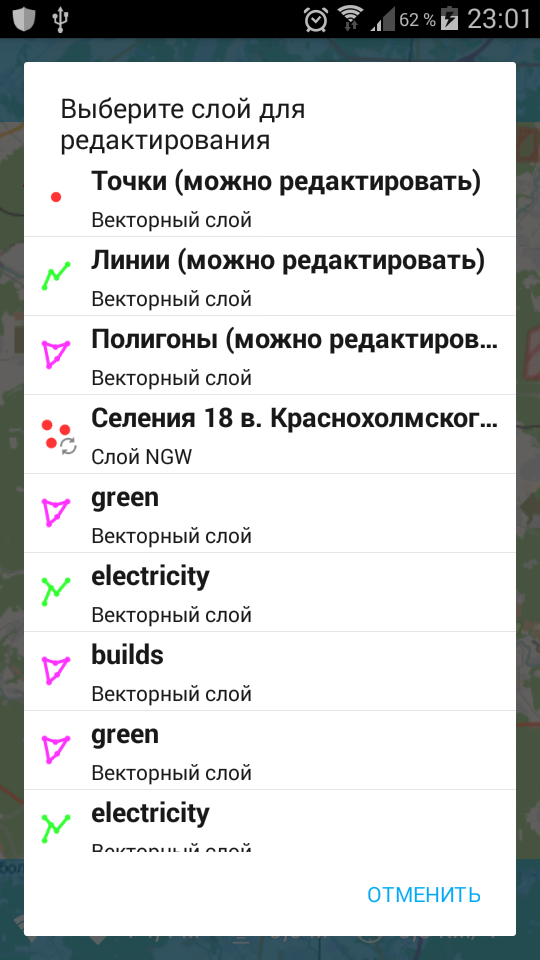 62 % 23:01
Выберите слой для
редактирования
Точки (можно редактировать)
Векторный слой
Линии (можно редактировать)
Векторный слой
Полигоны (можно редактиров...
Векторный слой
Селения 18 в. Краснохолмског...
Слой NGW
green
Векторный слой
electricity
Векторный слой
builds
Векторный слой
green
Векторный слой
electricity
Векторный слой
ОТМЕНИТЬ